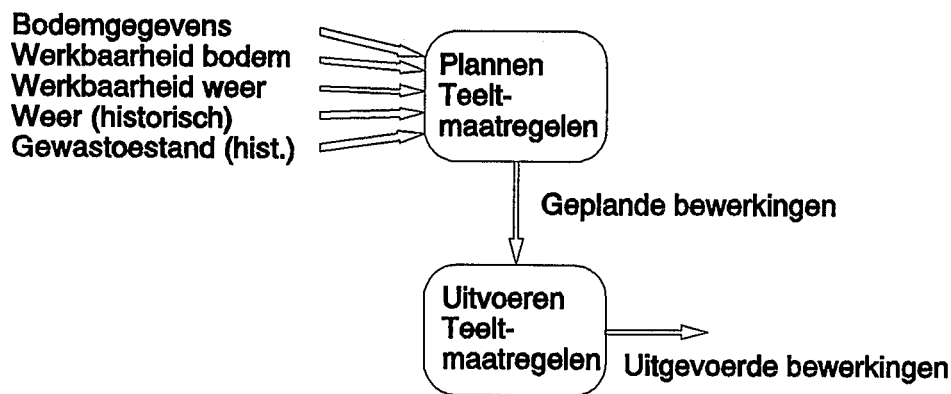 Bodemgegevens
Werkbaarheid bodem
Werkbaarheid weer
Weer (historisch)
Gewastoestand (hist.)
Plannen
Teelt-
maatregelen
Geplande bewerkingen
Uitvoeren
Teelt-
maatregelen
Uitgevoerde bewerkingen